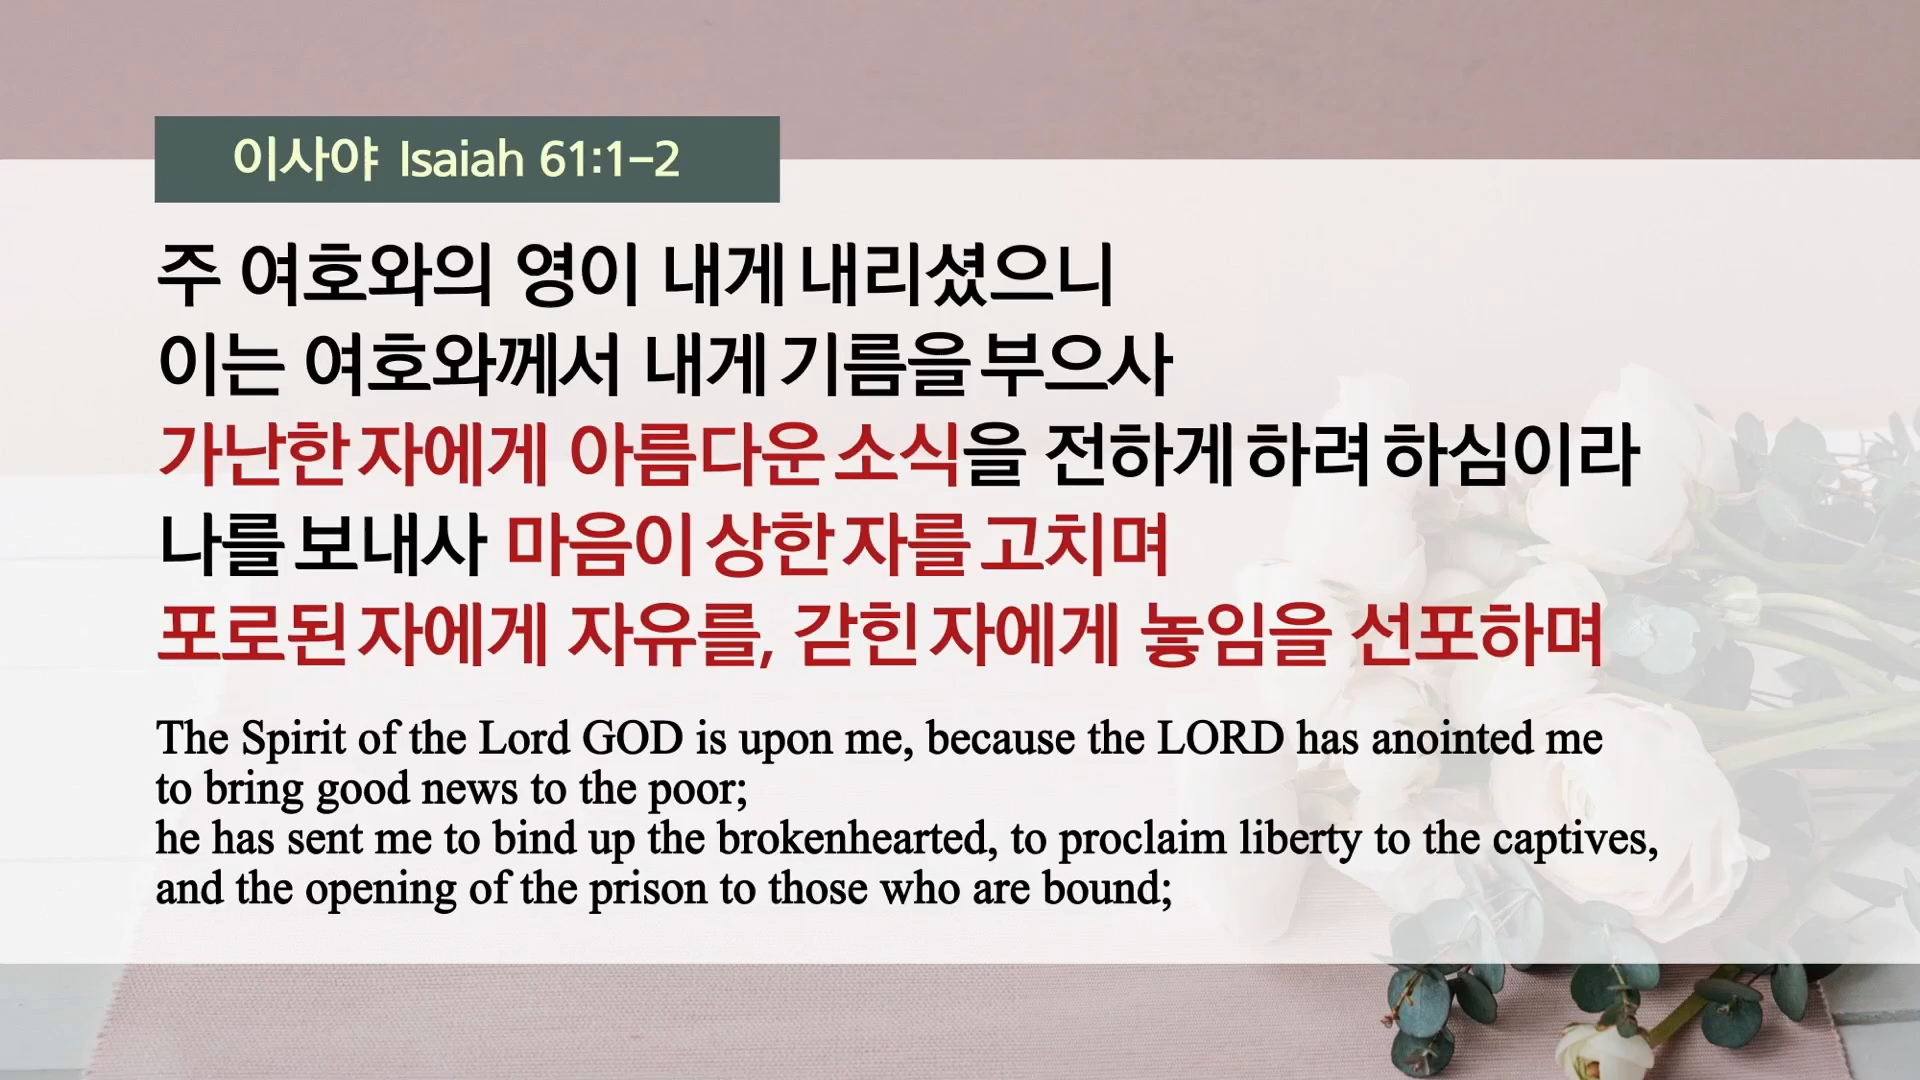 이사야 Isaiah 61:1-2
주 여호와의 영이 내게 내리셨으니
이는 여호와께서 내게 기름을 부으사
가난한 자에게 아름다운 소식을 전하게 하려 하심이라
나를 보내사 마음이 상한 자를 고치며
포로된 자에게 자유를, 갇힌 자에게 놓임을 선포하며
The Spirit of the Lord GOD is upon me, because the LORD has anointed me
to bring good news to the poor;
he has sent me to bind up the brokenhearted, to proclaim liberty to the captives,
and the opening of the prison to those who are bound;